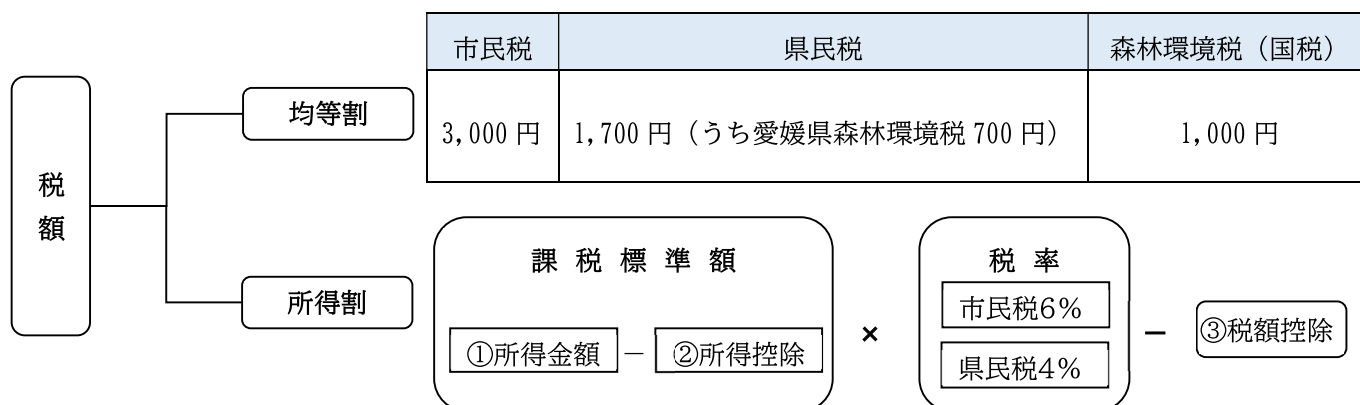 市民税 県民税 森林環境税（国税）
均等割
3,000円 1,700円（うち愛媛県森林環境税700円） 1,000円
税額
所得割
課税標準額
①所得金額 － ②所得控除
×
税率
市民税6%
県民税4%
－ ③税額控除